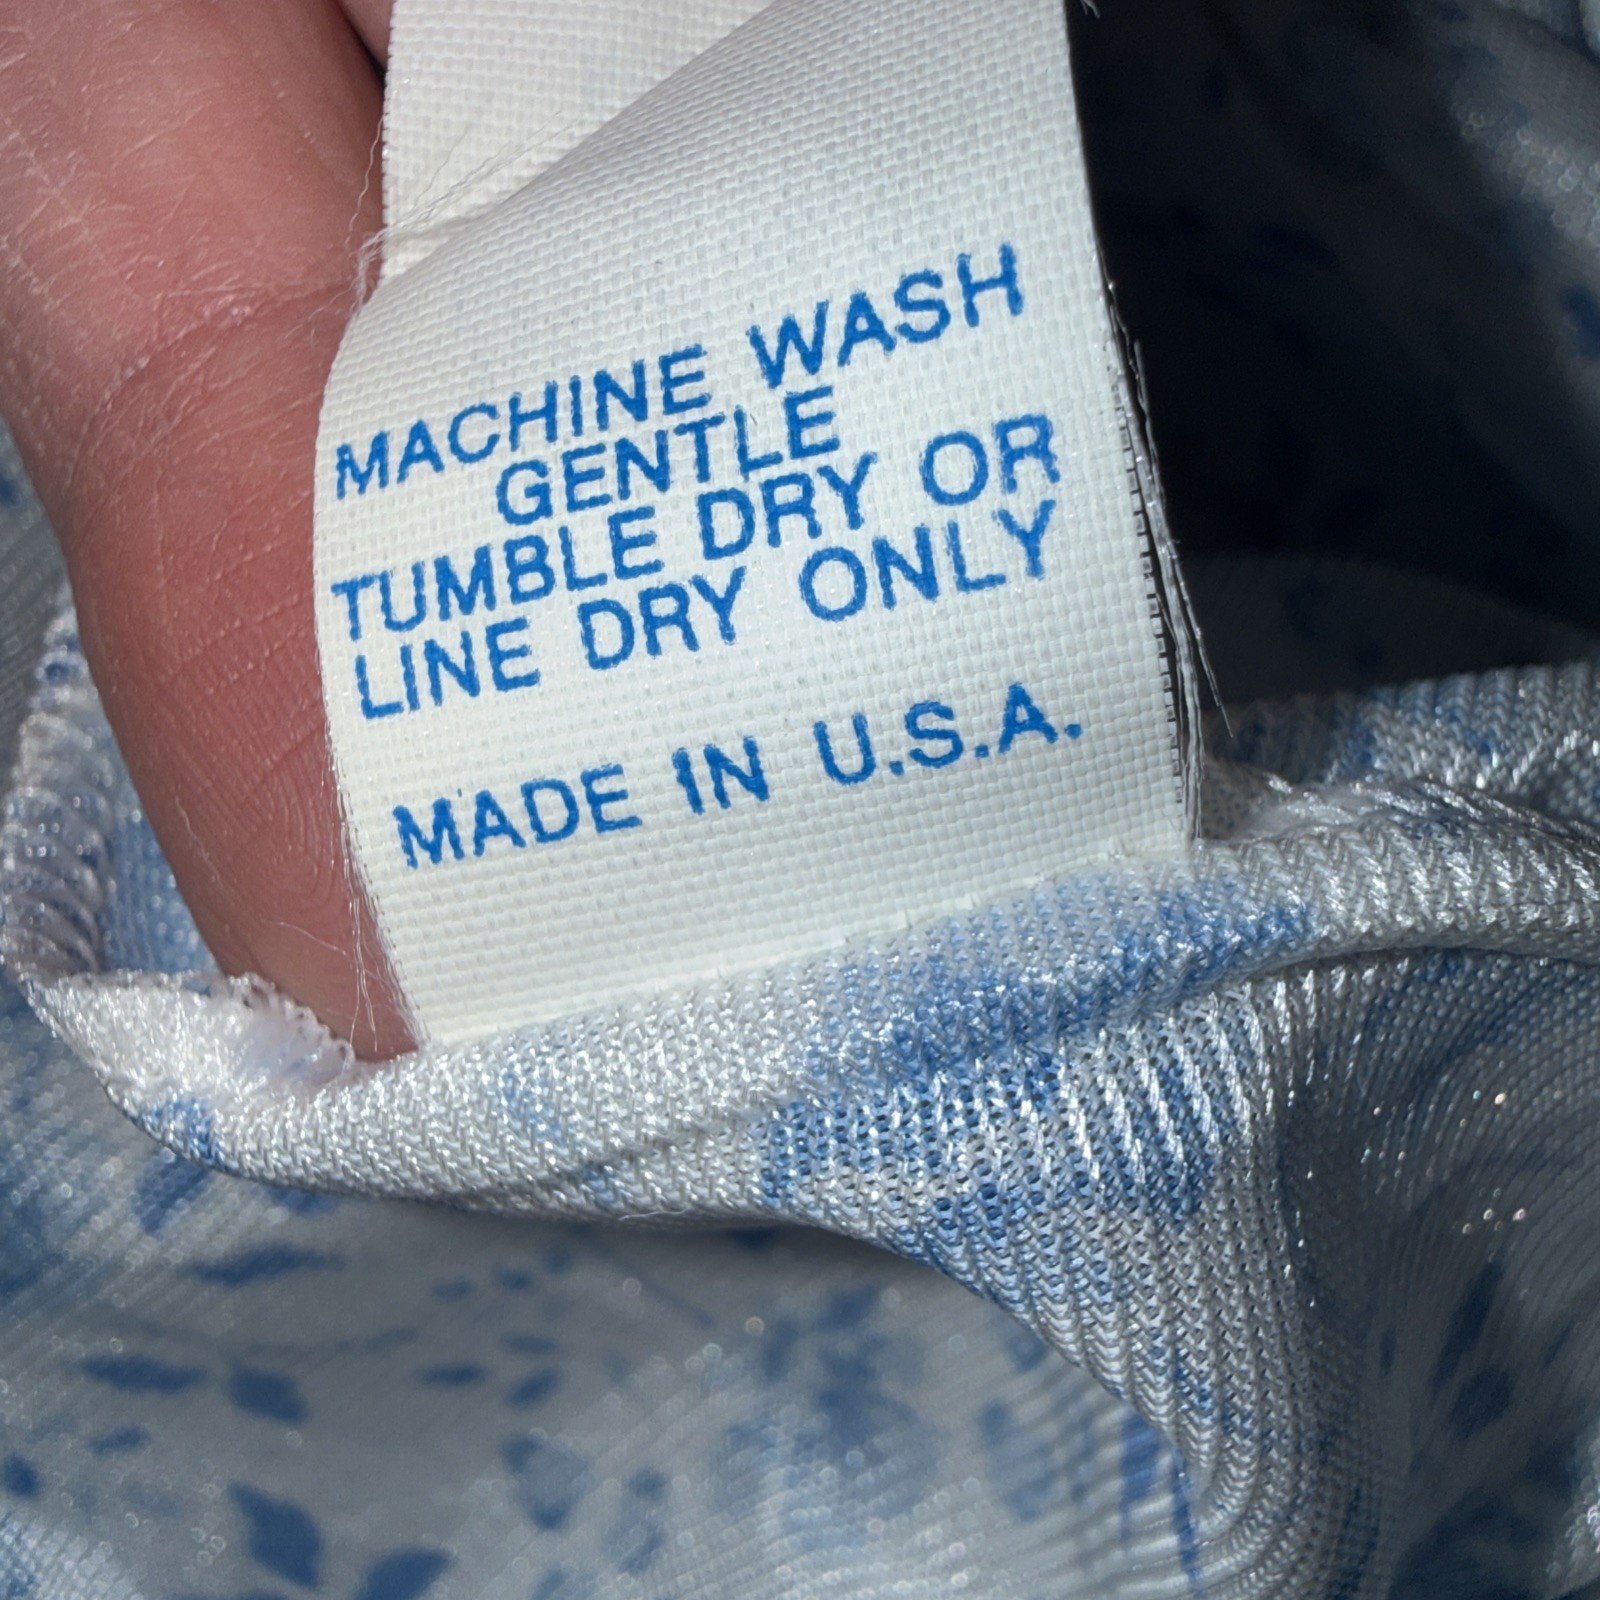 MACHINE WASH
GENTLE
TUMBLE DRY OR
LINE DRY ONLY
MADE IN U.S.A.